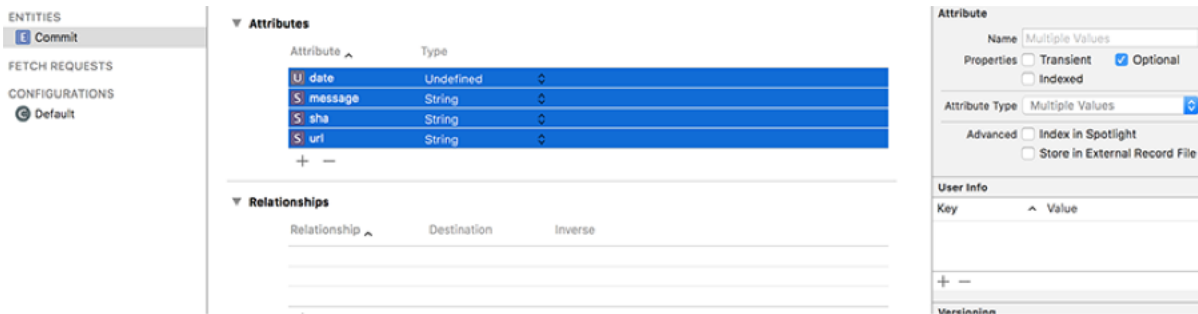 ENTITIES
E Commit
FETCH REQUESTS
CONFIGURATIONS
C Default
Attributes
Attribute Type
U date Undefined
S message String
S sha String
S url String
+ −
Relationships
Relationship Destination Inverse
Attribute
Name Multiple Values
Properties Transient Optional
Indexed
Attribute Type Multiple Values
Advanced Index in Spotlight
Store in External Record File
User Info
Key Value
+ −
Versioning